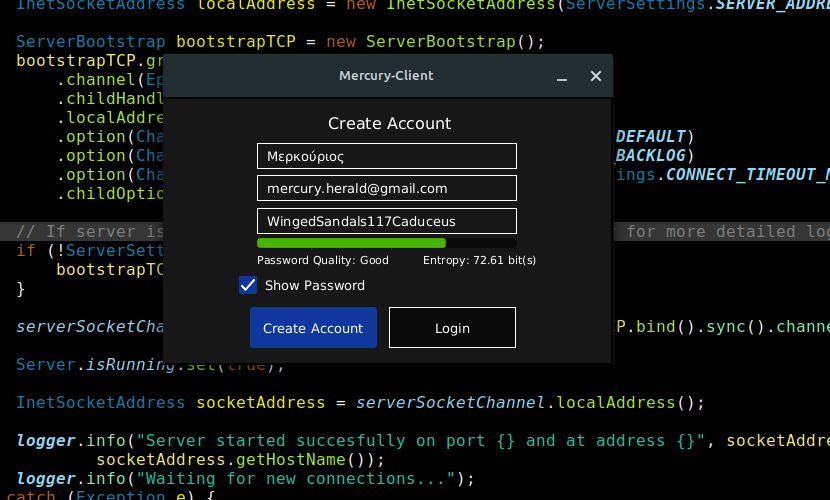 InetSocketAddress localAddress = new InetSocketAddress(ServerSettings.SERVER_ADDRE
ServerBootstrap bootstrapTCP = new ServerBootstrap();
bootstrapTCP.gr
Mercury-Client
.channel(Ep
.childHandl
.localAddre
Create Account
.option(Cha
DEFAULT)
Μερκούριος
.option(Cha
_BACKLOG)
.option(Cha
ings.CONNECT_TIMEOUT_M
mercury.herald@gmail.com
.childOptio
WingedSandals117Caduceus
// If server is
for more detailed log
if (!ServerSett
Password Quality: Good Entropy: 72.61 bit(s)
bootstrapTC
Show Password
}
serverSocketCha
P.bind().sync().channe
Create Account Login
Server.isRunning.set(true);
InetSocketAddress socketAddress = serverSocketChannel.localAddress();
logger.info("Server started succesfully on port {} and at address {}", socketAddr
socketAddress.getHostName());
logger.info("Waiting for new connections...");
catch (Exception e) {